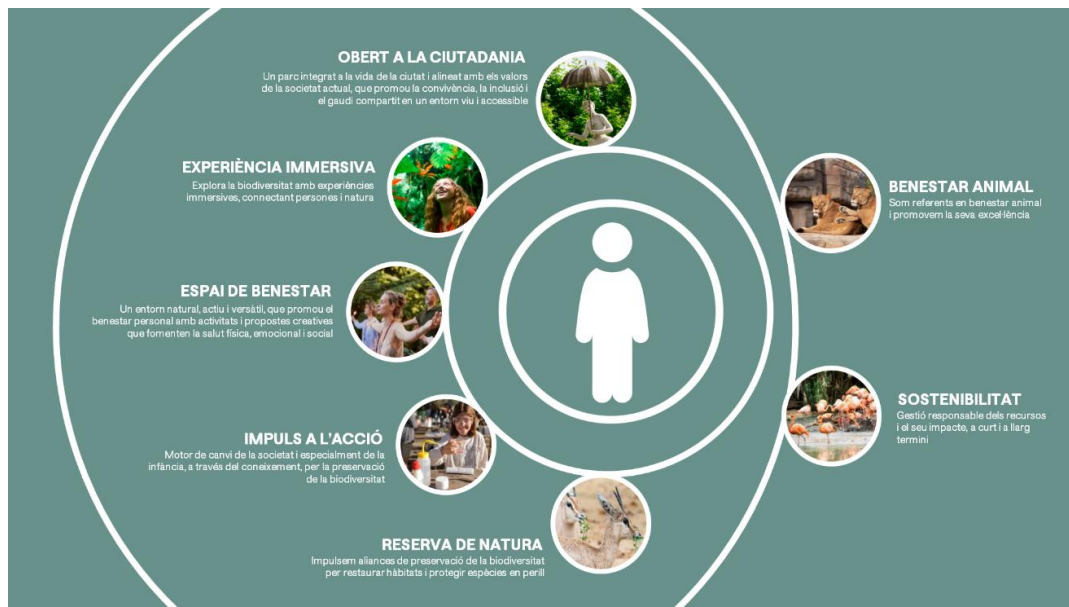 OBERT A LA CIUTADANIA
Un parc integrat a la vida de la ciutat i alineat amb els valors
de la societat actual, que promou la convivència, la inclusió i
el gaudi compartit en un entorn viu i accessible
EXPERIÈNCIA IMMERSIVA
Explora la biodiversitat amb experiències
immersives, connectant persones i natura
ESPAI DE BENESTAR
Un entorn natural, actiu i versàtil, que promou el
benestar personal amb activitats i propostes creatives
que fomenten la salut física, emocional i social
IMPULS A L'ACCIÓ
Motor de canvi de la societat i especialment de la
infància, a través del coneixement, per la preservació
de la biodiversitat
RESERVA DE NATURA
Impulsem aliances de preservació de la biodiversitat
per restaurar hàbitats i protegir espècies en perill
BENESTAR ANIMAL
Som referents en benestar animal
i promovem la seva excel·lència
SOSTENIBILITAT
Gestió responsable dels recursos
i el seu impacte, a curt i a llarg
termini